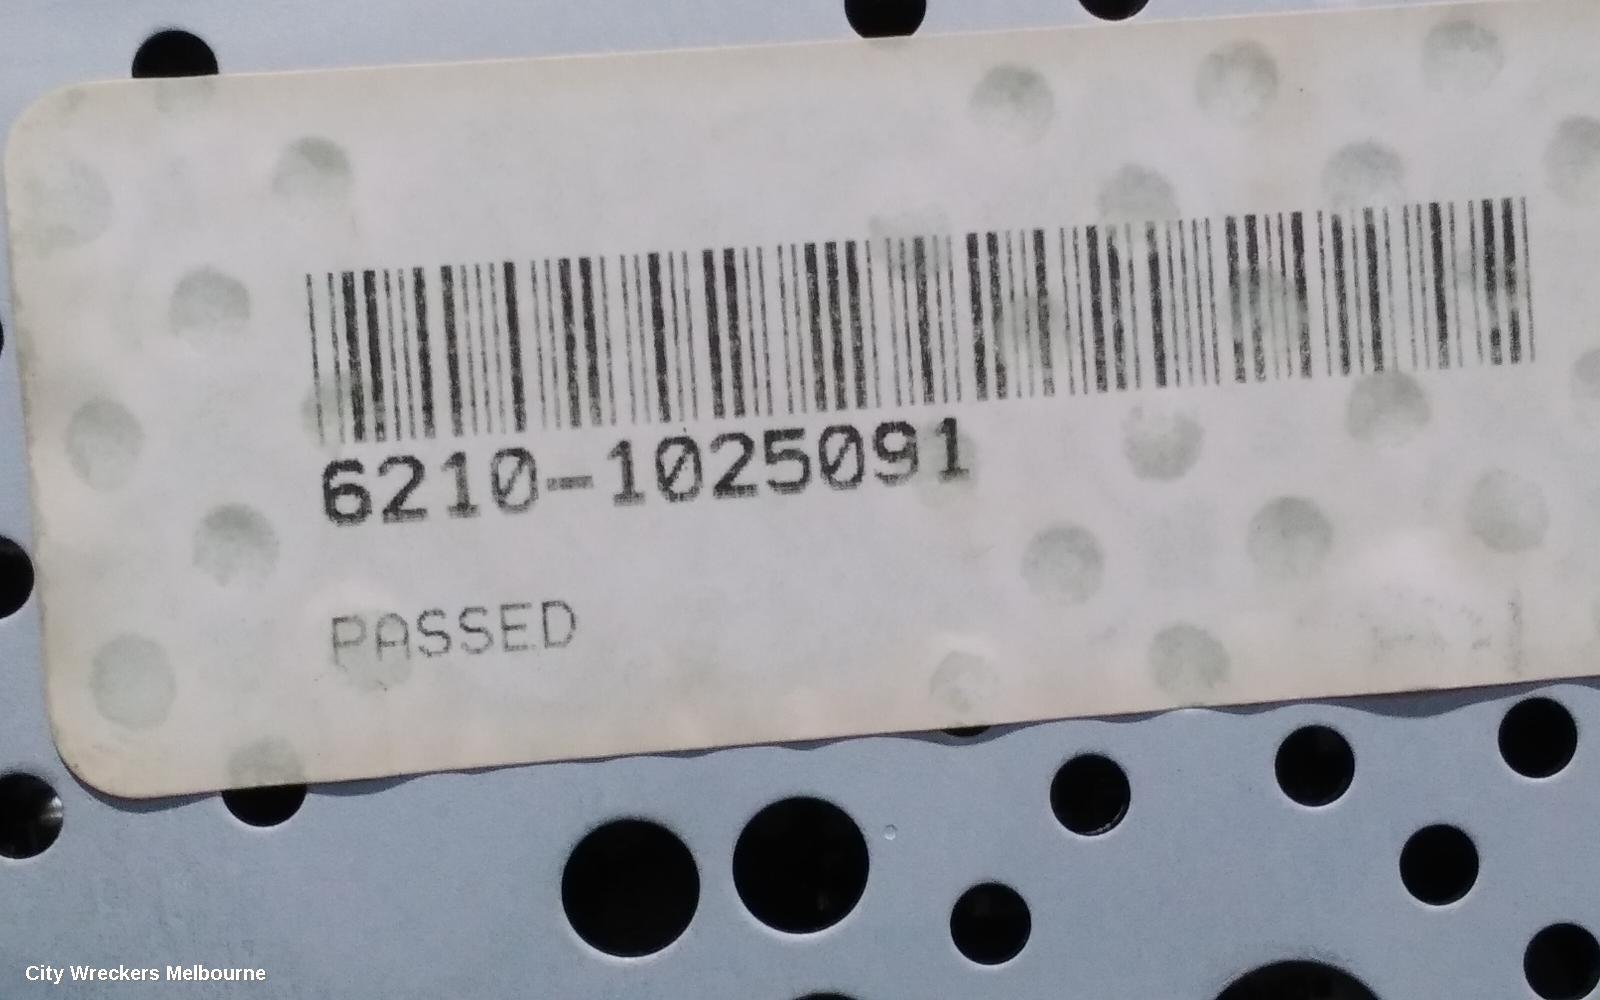 6210-1025091
PASSED
City Wreckers Melbourne